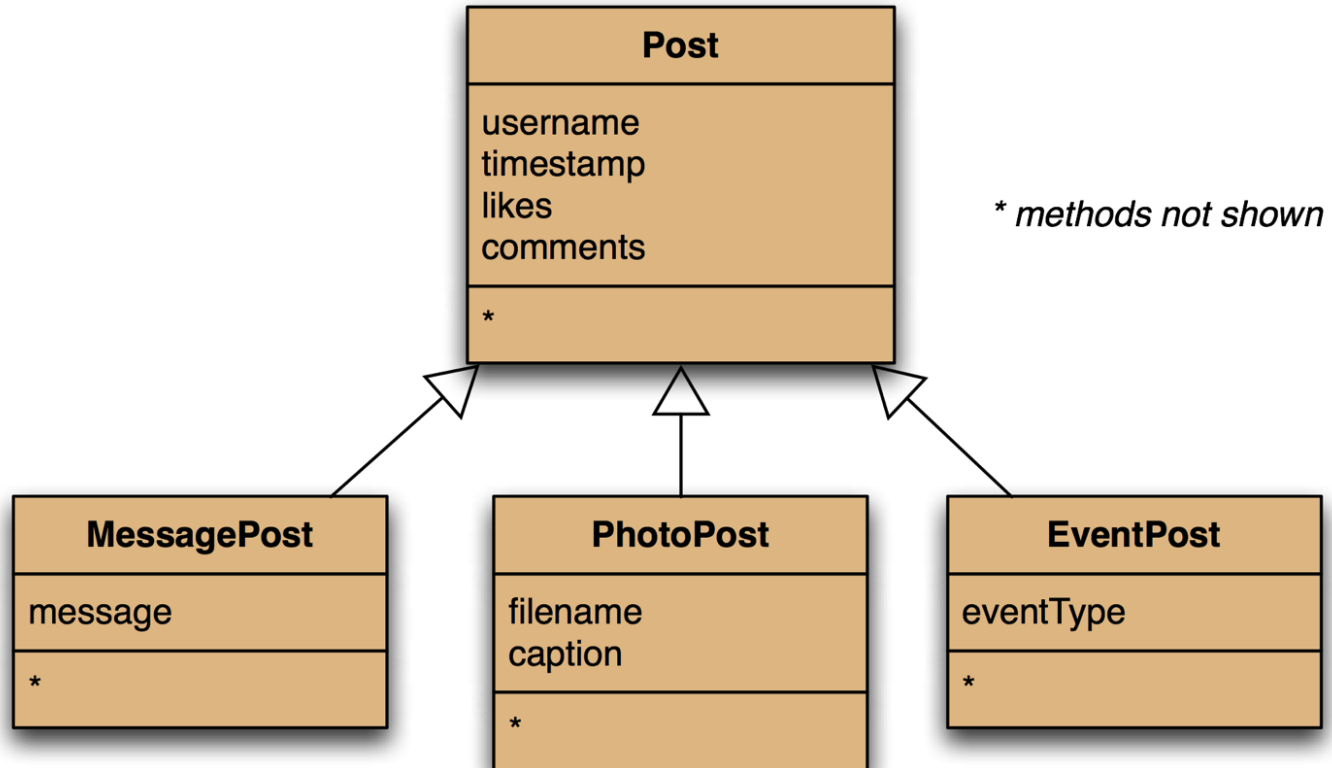 Post
username
timestamp
likes
comments
*
* methods not shown
MessagePost
message
*
PhotoPost
filename
caption
*
EventPost
eventType
*